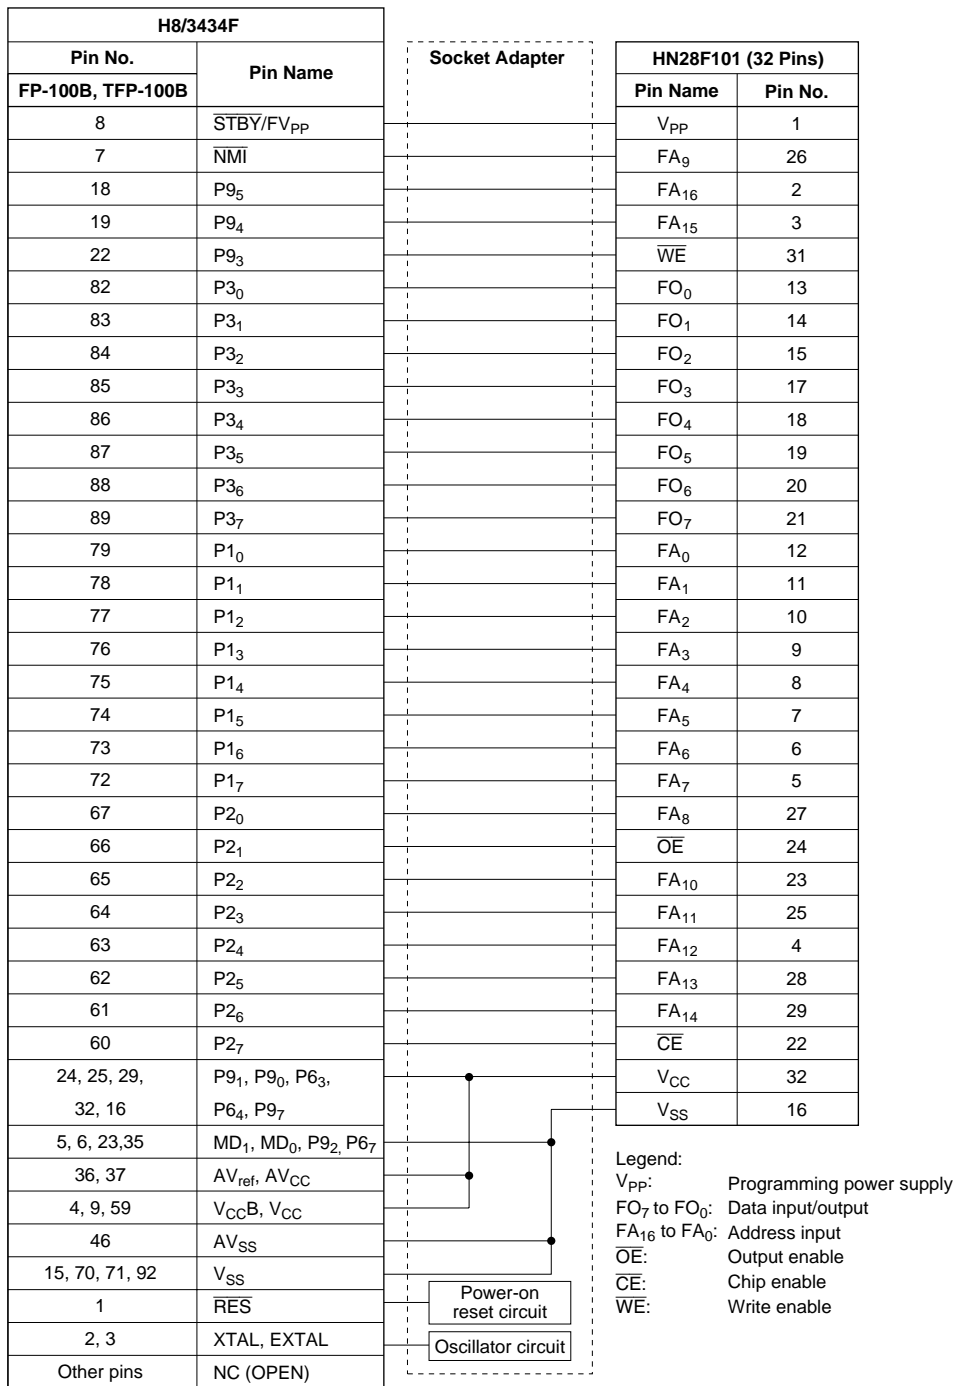 H8/3434F
Pin No. Pin Name
FP-100B, TFP-100B
Socket Adapter
HN28F101 (32 Pins)
Pin Name Pin No.
8 S̅T̅B̅Y̅/FVPP VPP 1
7 N̅M̅I̅ FA9 26
18 P95 FA16 2
19 P94 FA15 3
22 P93 W̅E̅ 31
82 P30 FO0 13
83 P31 FO1 14
84 P32 FO2 15
85 P33 FO3 17
86 P34 FO4 18
87 P35 FO5 19
88 P36 FO6 20
89 P37 FO7 21
79 P10 FA0 12
78 P11 FA1 11
77 P12 FA2 10
76 P13 FA3 9
75 P14 FA4 8
74 P15 FA5 7
73 P16 FA6 6
72 P17 FA7 5
67 P20 FA8 27
66 P21 O̅E̅ 24
65 P22 FA10 23
64 P23 FA11 25
63 P24 FA12 4
62 P25 FA13 28
61 P26 FA14 29
60 P27 C̅E̅ 22
24, 25, 29, P91, P90, P63, VCC 32
32, 16 P64, P97 VSS 16
5, 6, 23,35 MD1, MD0, P92, P67
36, 37 AVref, AVCC
4, 9, 59 VCCB, VCC
46 AVSS
15, 70, 71, 92 VSS
1 R̅E̅S̅ Power-on
reset circuit
2, 3 XTAL, EXTAL Oscillator circuit
Other pins NC (OPEN)
Legend:
VPP: Programming power supply
FO7 to FO0: Data input/output
FA16 to FA0: Address input
O̅E̅: Output enable
C̅E̅: Chip enable
W̅E̅: Write enable